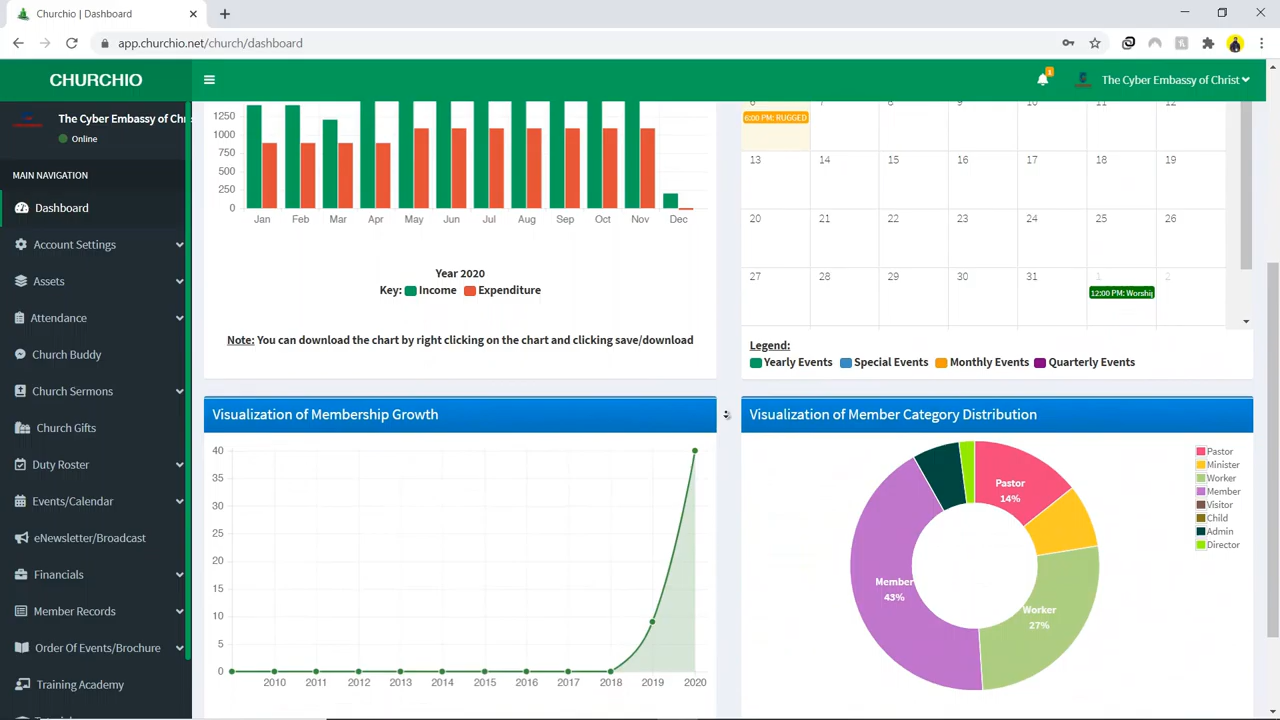 Churchio | Dashboard
app.churchio.net/church/dashboard
CHURCHIO
1
The Cyber Embassy of Christ
The Cyber Embassy of Chri
Online
MAIN NAVIGATION
Dashboard
Account Settings
Assets
Attendance
Church Buddy
Church Sermons
Church Gifts
Duty Roster
Events/Calendar
eNewsletter/Broadcast
Financials
Member Records
Order Of Events/Brochure
Training Academy
1250
1000
750
500
250
0
Jan Feb Mar Apr May Jun Jul Aug Sep Oct Nov Dec
Year 2020
Key: Income Expenditure
Note: You can download the chart by right clicking on the chart and clicking save/download
6 7 8 9 10 11 12
6:00 PM: RUGGED
13 14 15 16 17 18 19
20 21 22 23 24 25 26
27 28 29 30 31 1 2
12:00 PM: Worship
Legend:
Yearly Events Special Events Monthly Events Quarterly Events
Visualization of Membership Growth
40
35
30
25
20
15
10
5
0
2010 2011 2012 2013 2014 2015 2016 2017 2018 2019 2020
Visualization of Member Category Distribution
Pastor
14%
Member
43%
Worker
27%
Pastor
Minister
Worker
Member
Visitor
Child
Admin
Director